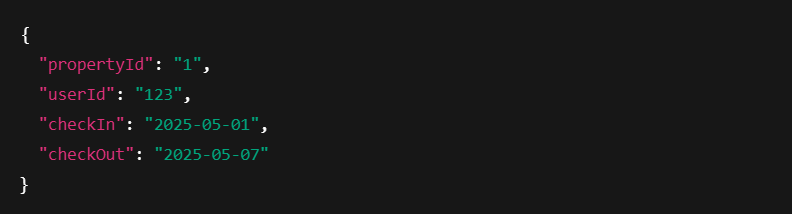 {
  "propertyId": "1",
  "userId": "123",
  "checkIn": "2025-05-01",
  "checkOut": "2025-05-07"
}